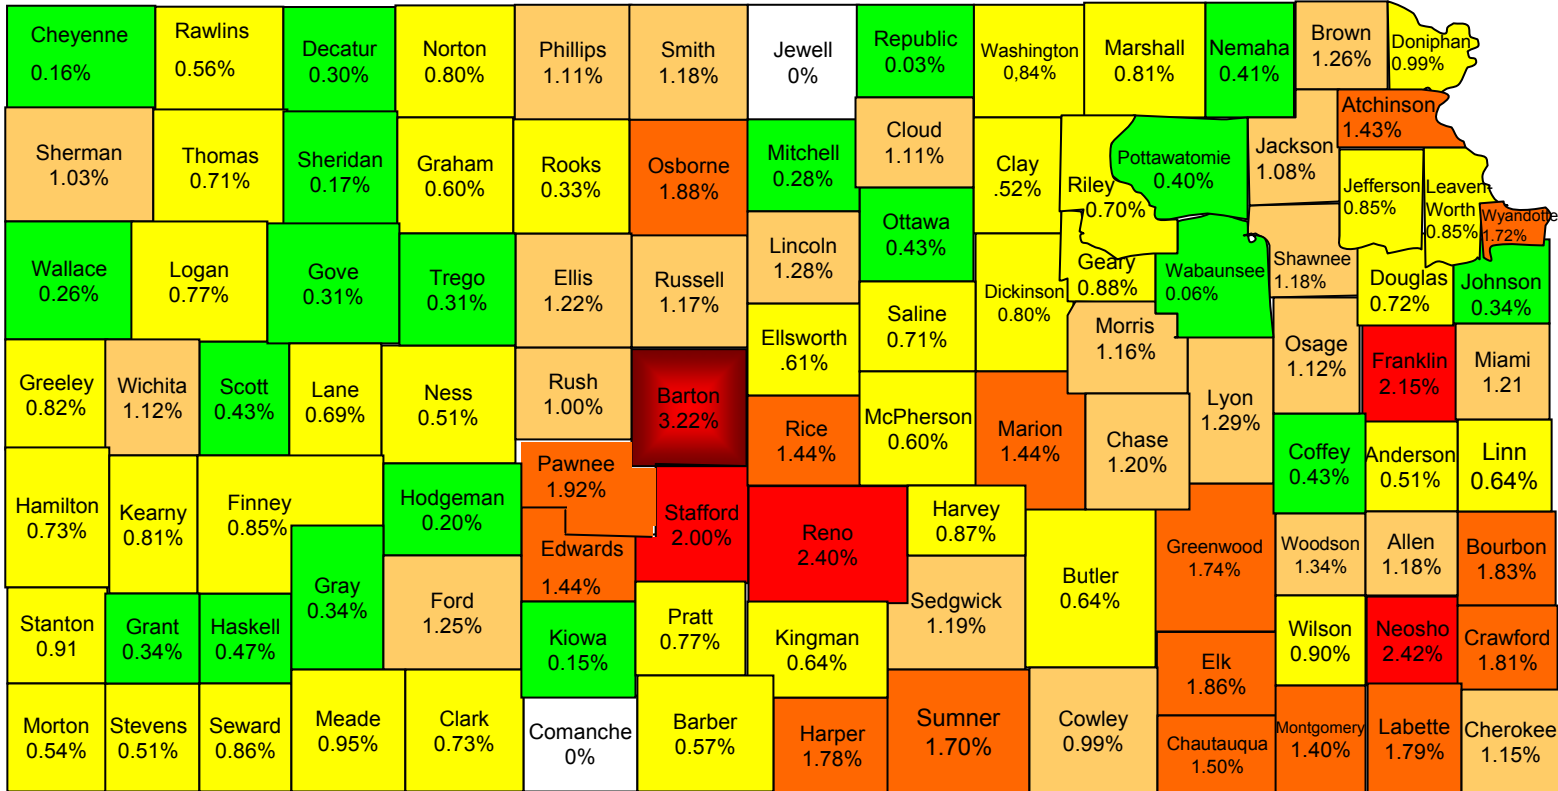 Cheyenne
0.16%
Rawlins
0.56%
Decatur
0.30%
Norton
0.80%
Phillips
1.11%
Smith
1.18%
Jewell
0%
Republic
0.03%
Washington
0,84%
Marshall
0.81%
Nemaha
0.41%
Brown
1.26%
Doniphan
0.99%
Atchinson
1.43%
Sherman
1.03%
Thomas
0.71%
Sheridan
0.17%
Graham
0.60%
Rooks
0.33%
Osborne
1.88%
Mitchell
0.28%
Cloud
1.11%
Clay
.52%
Riley
0.70%
Pottawatomie
0.40%
Jackson
1.08%
Jefferson
0.85%
Leaven-
Worth
0.85%
Wyandotte
1.72%
Wallace
0.26%
Logan
0.77%
Gove
0.31%
Trego
0.31%
Ellis
1.22%
Russell
1.17%
Lincoln
1.28%
Ottawa
0.43%
Dickinson
0.80%
Geary
0.88%
Wabaunsee
0.06%
Shawnee
1.18%
Douglas
0.72%
Johnson
0.34%
Greeley
0.82%
Wichita
1.12%
Scott
0.43%
Lane
0.69%
Ness
0.51%
Rush
1.00%
Barton
3.22%
Ellsworth
.61%
Saline
0.71%
Morris
1.16%
Osage
1.12%
Franklin
2.15%
Miami
1.21
Rice
1.44%
McPherson
0.60%
Marion
1.44%
Chase
1.20%
Lyon
1.29%
Coffey
0.43%
Anderson
0.51%
Linn
0.64%
Hamilton
0.73%
Kearny
0.81%
Finney
0.85%
Hodgeman
0.20%
Pawnee
1.92%
Stafford
2.00%
Reno
2.40%
Harvey
0.87%
Gray
0.34%
Ford
1.25%
Edwards
1.44%
Sedgwick
1.19%
Butler
0.64%
Greenwood
1.74%
Woodson
1.34%
Allen
1.18%
Bourbon
1.83%
Stanton
0.91
Grant
0.34%
Haskell
0.47%
Kiowa
0.15%
Pratt
0.77%
Kingman
0.64%
Elk
1.86%
Wilson
0.90%
Neosho
2.42%
Crawford
1.81%
Morton
0.54%
Stevens
0.51%
Seward
0.86%
Meade
0.95%
Clark
0.73%
Comanche
0%
Barber
0.57%
Harper
1.78%
Sumner
1.70%
Cowley
0.99%
Chautauqua
1.50%
Montgomery
1.40%
Labette
1.79%
Cherokee
1.15%